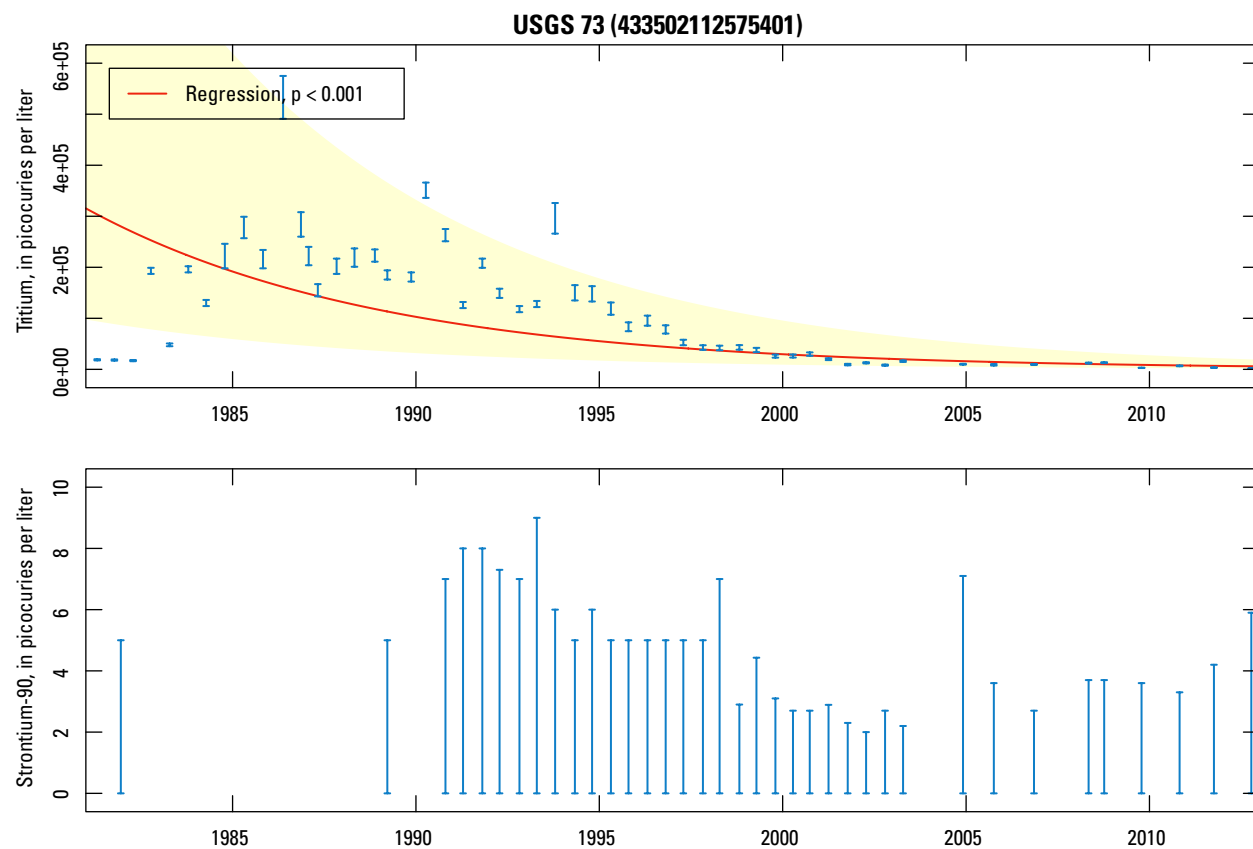 USGS 73 (433502112575401)
Tritium, in picocuries per liter
6e+05
4e+05
2e+05
0e+00
Regression, p < 0.001
1985 1990 1995 2000 2005 2010
Strontium-90, in picocuries per liter
10
8
6
4
2
0
1985 1990 1995 2000 2005 2010